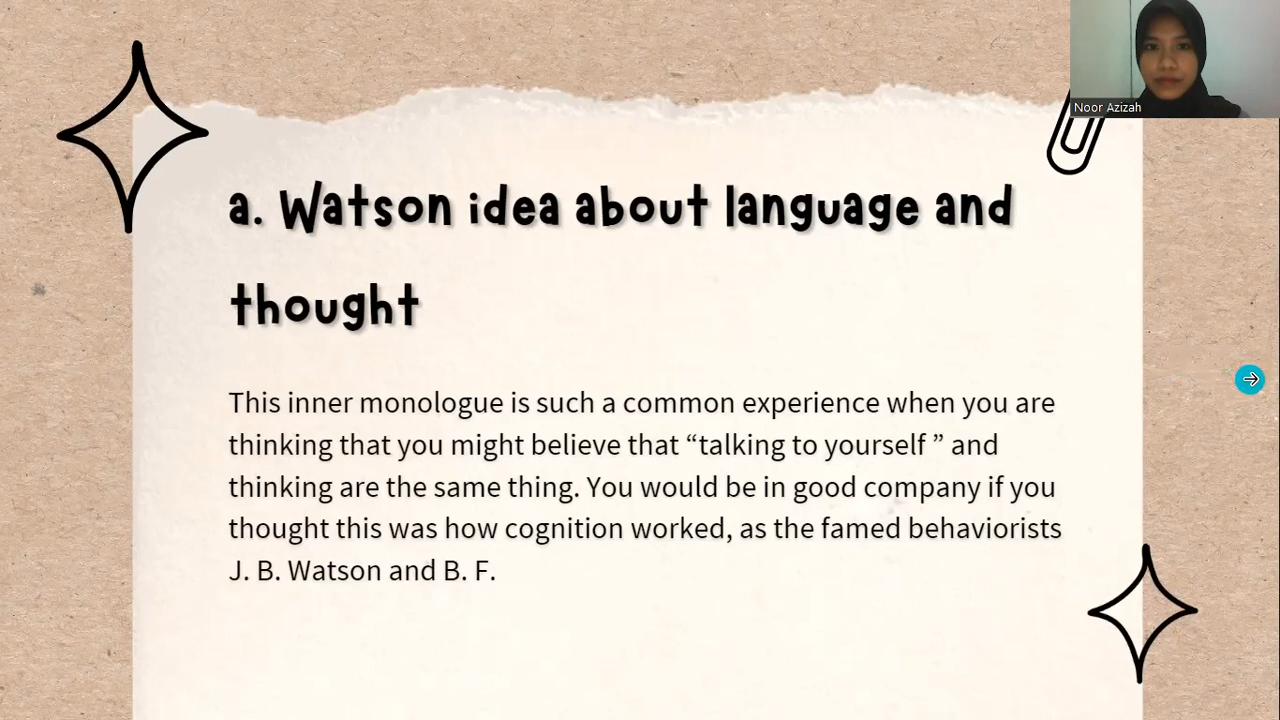 Noor Azizah
a. Watson idea about language and
thought
This inner monologue is such a common experience when you are
thinking that you might believe that “talking to yourself ” and
thinking are the same thing. You would be in good company if you
thought this was how cognition worked, as the famed behaviorists
J. B. Watson and B. F.